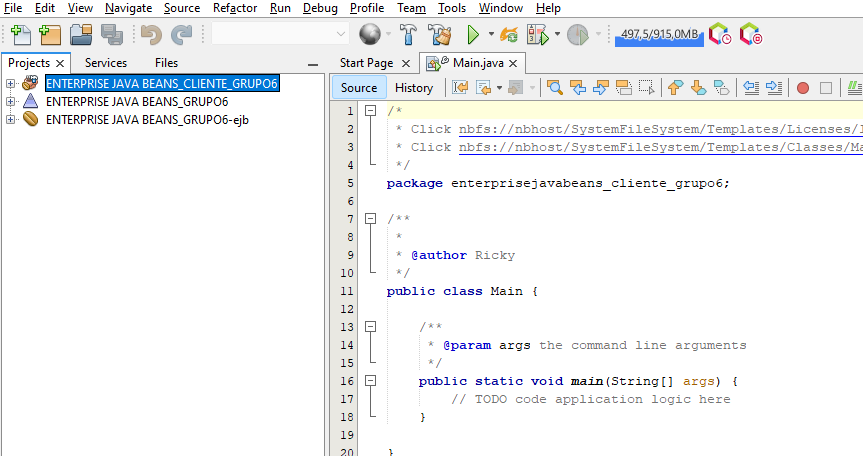 File Edit View Navigate Source Refactor Run Debug Profile Team Tools Window Help
497,5/915,0MB
Projects Services Files
ENTERPRISE JAVA BEANS_CLIENTE_GRUPO6
ENTERPRISE JAVA BEANS_GRUPO6
ENTERPRISE JAVA BEANS_GRUPO6-ejb
Start Page Main.java
Source History
1 /*
2 * Click nbfs://nbhost/SystemFileSystem/Templates/Licenses/
3 * Click nbfs://nbhost/SystemFileSystem/Templates/Classes/Ma
4 */
5 package enterprisejavabeans_cliente_grupo6;
6
7 /**
8 *
9 * @author Ricky
10 */
11 public class Main {
12
13 /**
14 * @param args the command line arguments
15 */
16 public static void main(String[] args) {
17 // TODO code application logic here
18 }
19
20 }